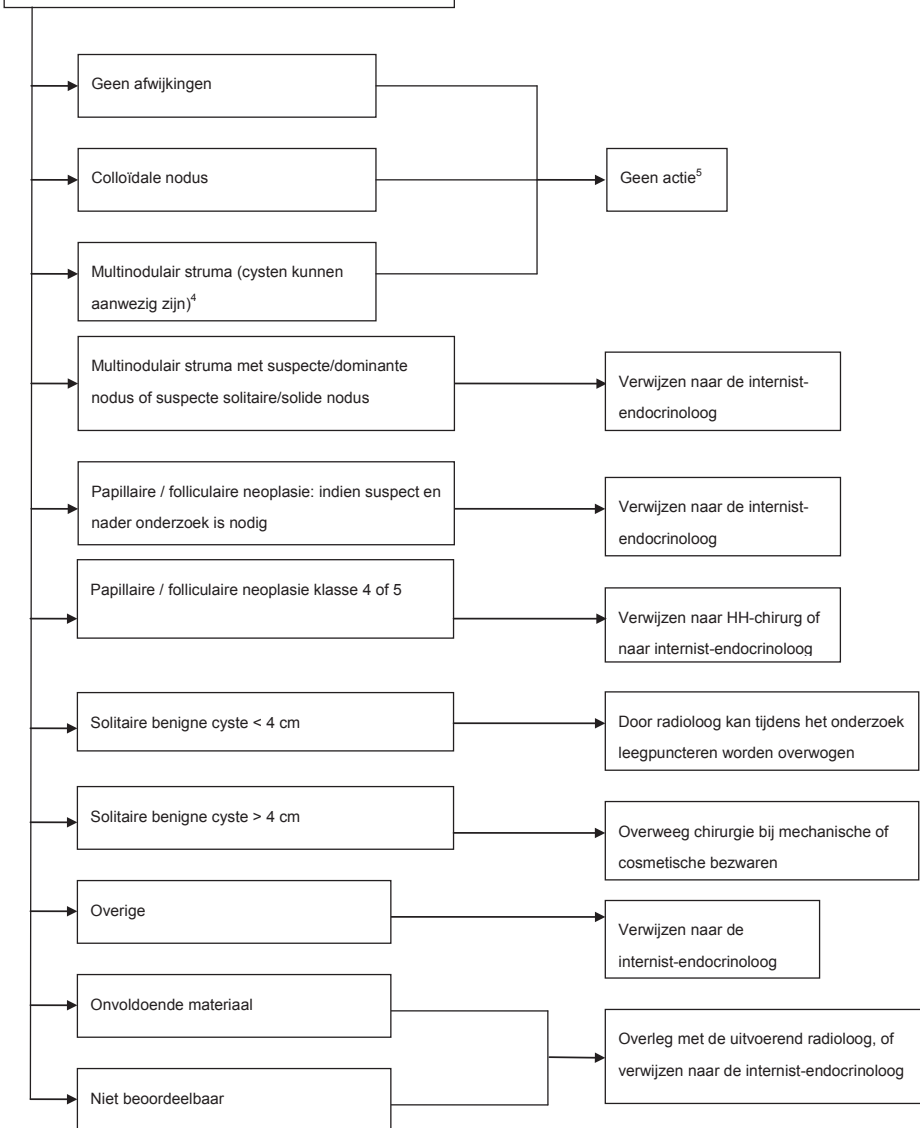 Geen afwijkingen
Colloïdale nodus
Geen actie5
Multinodulair struma (cysten kunnen
aanwezig zijn)4
Multinodulair struma met suspecte/dominante
nodus of suspecte solitaire/solide nodus
Verwijzen naar de internist-
endocrinoloog
Papillaire / folliculaire neoplasie: indien suspect en
nader onderzoek is nodig
Verwijzen naar de internist-
endocrinoloog
Papillaire / folliculaire neoplasie klasse 4 of 5
Verwijzen naar HH-chirurg of
naar internist-endocrinoloog
Solitaire benigne cyste < 4 cm
Door radioloog kan tijdens het onderzoek
leegpuncteren worden overwogen
Solitaire benigne cyste > 4 cm
Overweeg chirurgie bij mechanische of
cosmetische bezwaren
Overige
Verwijzen naar de
internist-endocrinoloog
Onvoldoende materiaal
Overleg met de uitvoerend radioloog, of
verwijzen naar de internist-endocrinoloog
Niet beoordeelbaar